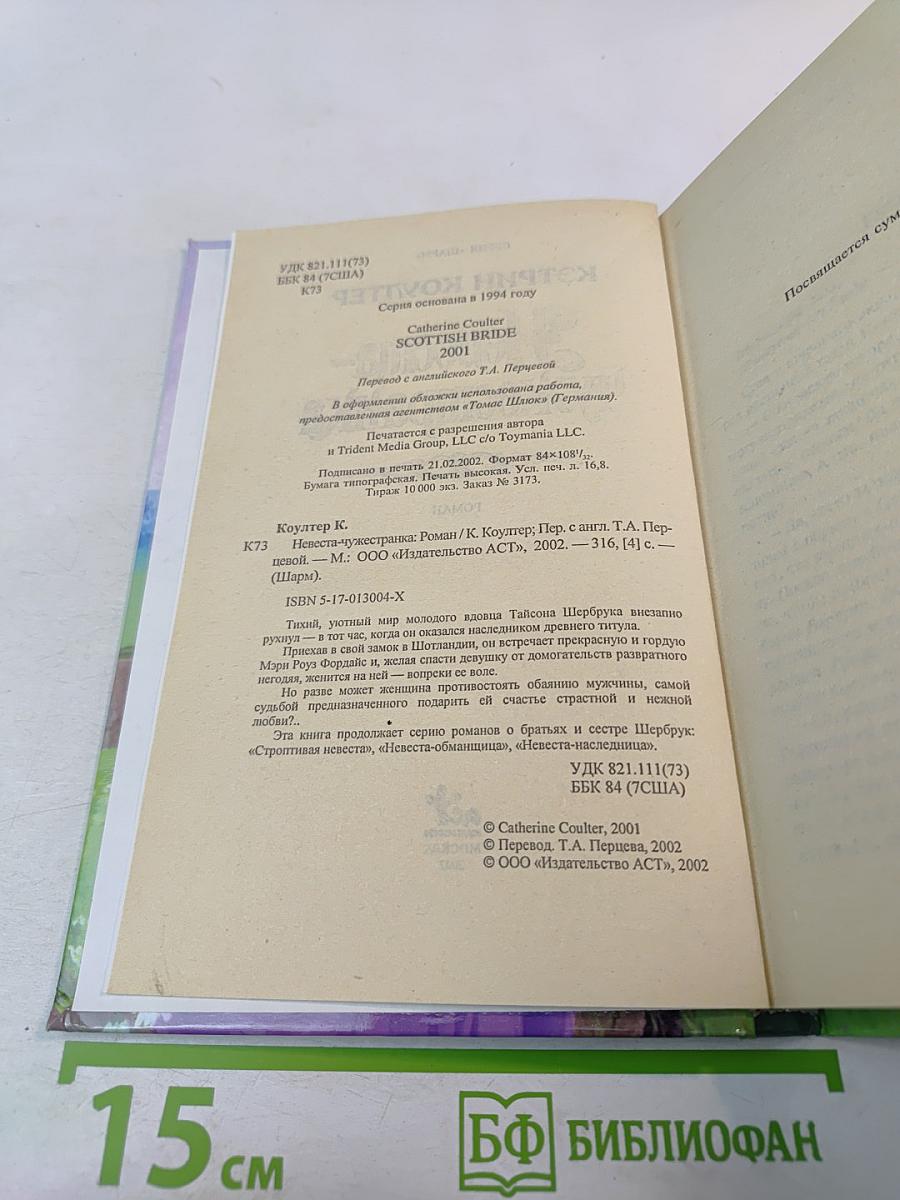 УДК 821.111(73)
ББК 84 (7США)
К73
Серия основана в 1994 году
Catherine Coulter
SCOTTISH BRIDE
2001
Перевод с английского Т.А. Перцевой
В оформлении обложки использована работа,
предоставленная агентством «Томас Шлюк» (Германия).
Печатается с разрешения автора
и Trident Media Group, LLC c/o Toymania LLC.
Подписано в печать 21.02.2002. Формат 84×108¹/₃₂.
Бумага типографская. Печать высокая. Усл. печ. л. 16,8.
Тираж 10 000 экз. Заказ № 3173.
Коултер К.
К73 Невеста-чужестранка: Роман / К. Коултер; Пер. с англ. Т.А. Пер-
цевой. — М.: ООО «Издательство АСТ», 2002. — 316, [4] с. —
(Шарм).
ISBN 5-17-013004-X
Тихий, уютный мир молодого вдовца Тайсона Шербрука внезапно
рухнул — в тот час, когда он оказался наследником древнего титула.
Приехав в свой замок в Шотландии, он встречает прекрасную и гордую
Мэри Роуз Фордайс и, желая спасти девушку от домогательств развратного
негодяя, женится на ней — вопреки ее воле.
Но разве может женщина противостоять обаянию мужчины, самой
судьбой предназначенного подарить ей счастье страстной и нежной
любви?..
Эта книга продолжает серию романов о братьях и сестре Шербрук:
«Строптивая невеста», «Невеста-обманщица», «Невеста-наследница».
УДК 821.111(73)
ББК 84 (7США)
© Catherine Coulter, 2001
© Перевод. Т.А. Перцева, 2002
© ООО «Издательство АСТ», 2002
Посвящается сум
15 см
БФ БИБЛИОФАН